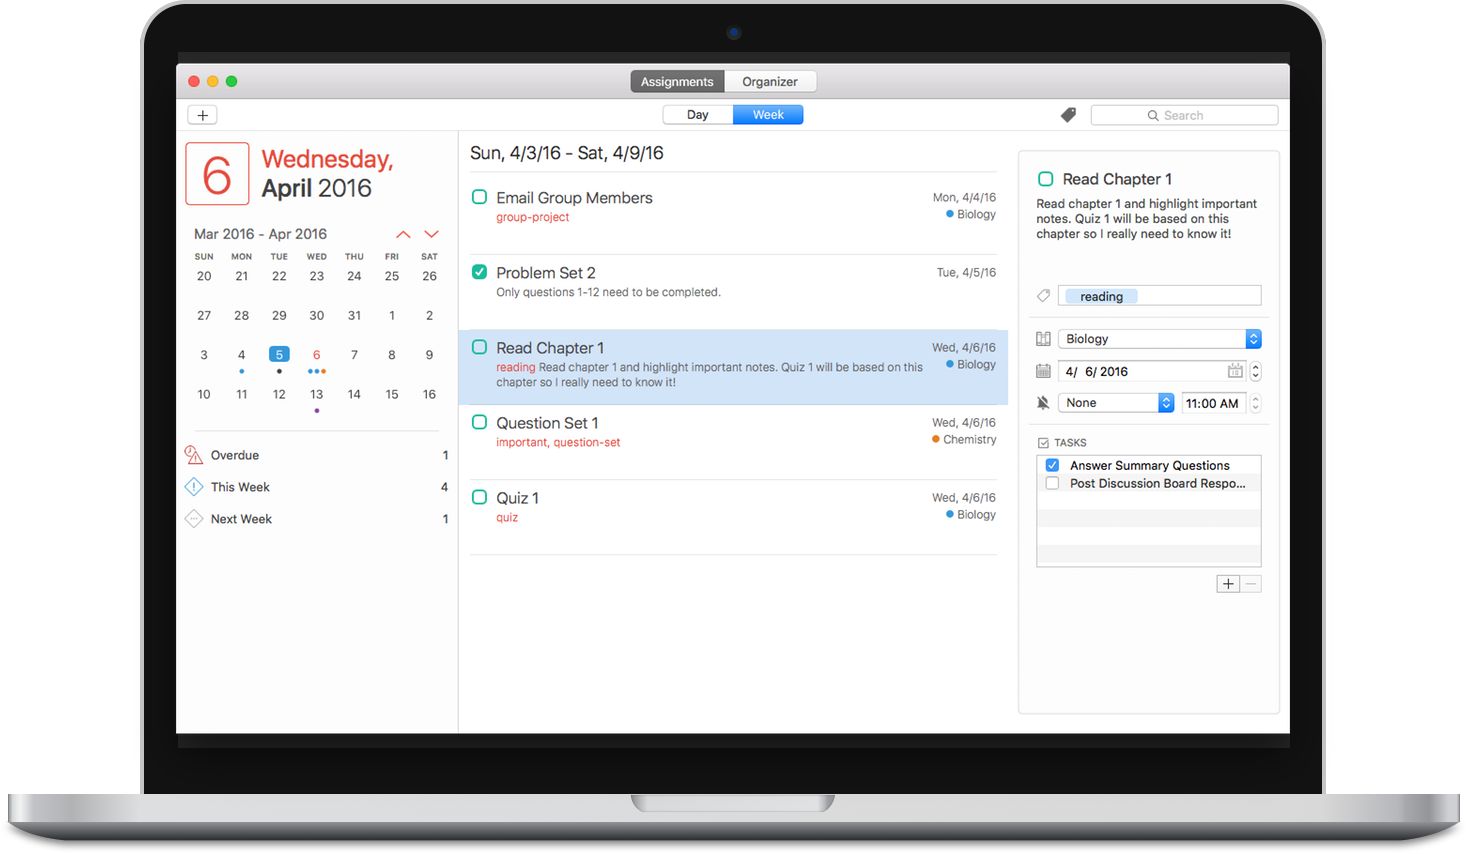 Assignments Organizer
Day Week
Search
6
Wednesday,
April 2016
Mar 2016 - Apr 2016
SUN MON TUE WED THU FRI SAT
20 21 22 23 24 25 26
27 28 29 30 31 1 2
3 4 5 6 7 8 9
10 11 12 13 14 15 16
Overdue 1
This Week 4
Next Week 1
Sun, 4/3/16 - Sat, 4/9/16
Email Group Members Mon, 4/4/16
group-project Biology
Problem Set 2 Tue, 4/5/16
Only questions 1-12 need to be completed.
Read Chapter 1 Wed, 4/6/16
reading Read chapter 1 and highlight important notes. Quiz 1 will be based on this Biology
chapter so I really need to know it!
Question Set 1 Wed, 4/6/16
important, question-set Chemistry
Quiz 1 Wed, 4/6/16
quiz Biology
Read Chapter 1
Read chapter 1 and highlight important
notes. Quiz 1 will be based on this
chapter so I really need to know it!
reading
Biology
4/ 6/ 2016
None 11:00 AM
TASKS
Answer Summary Questions
Post Discussion Board Respo...